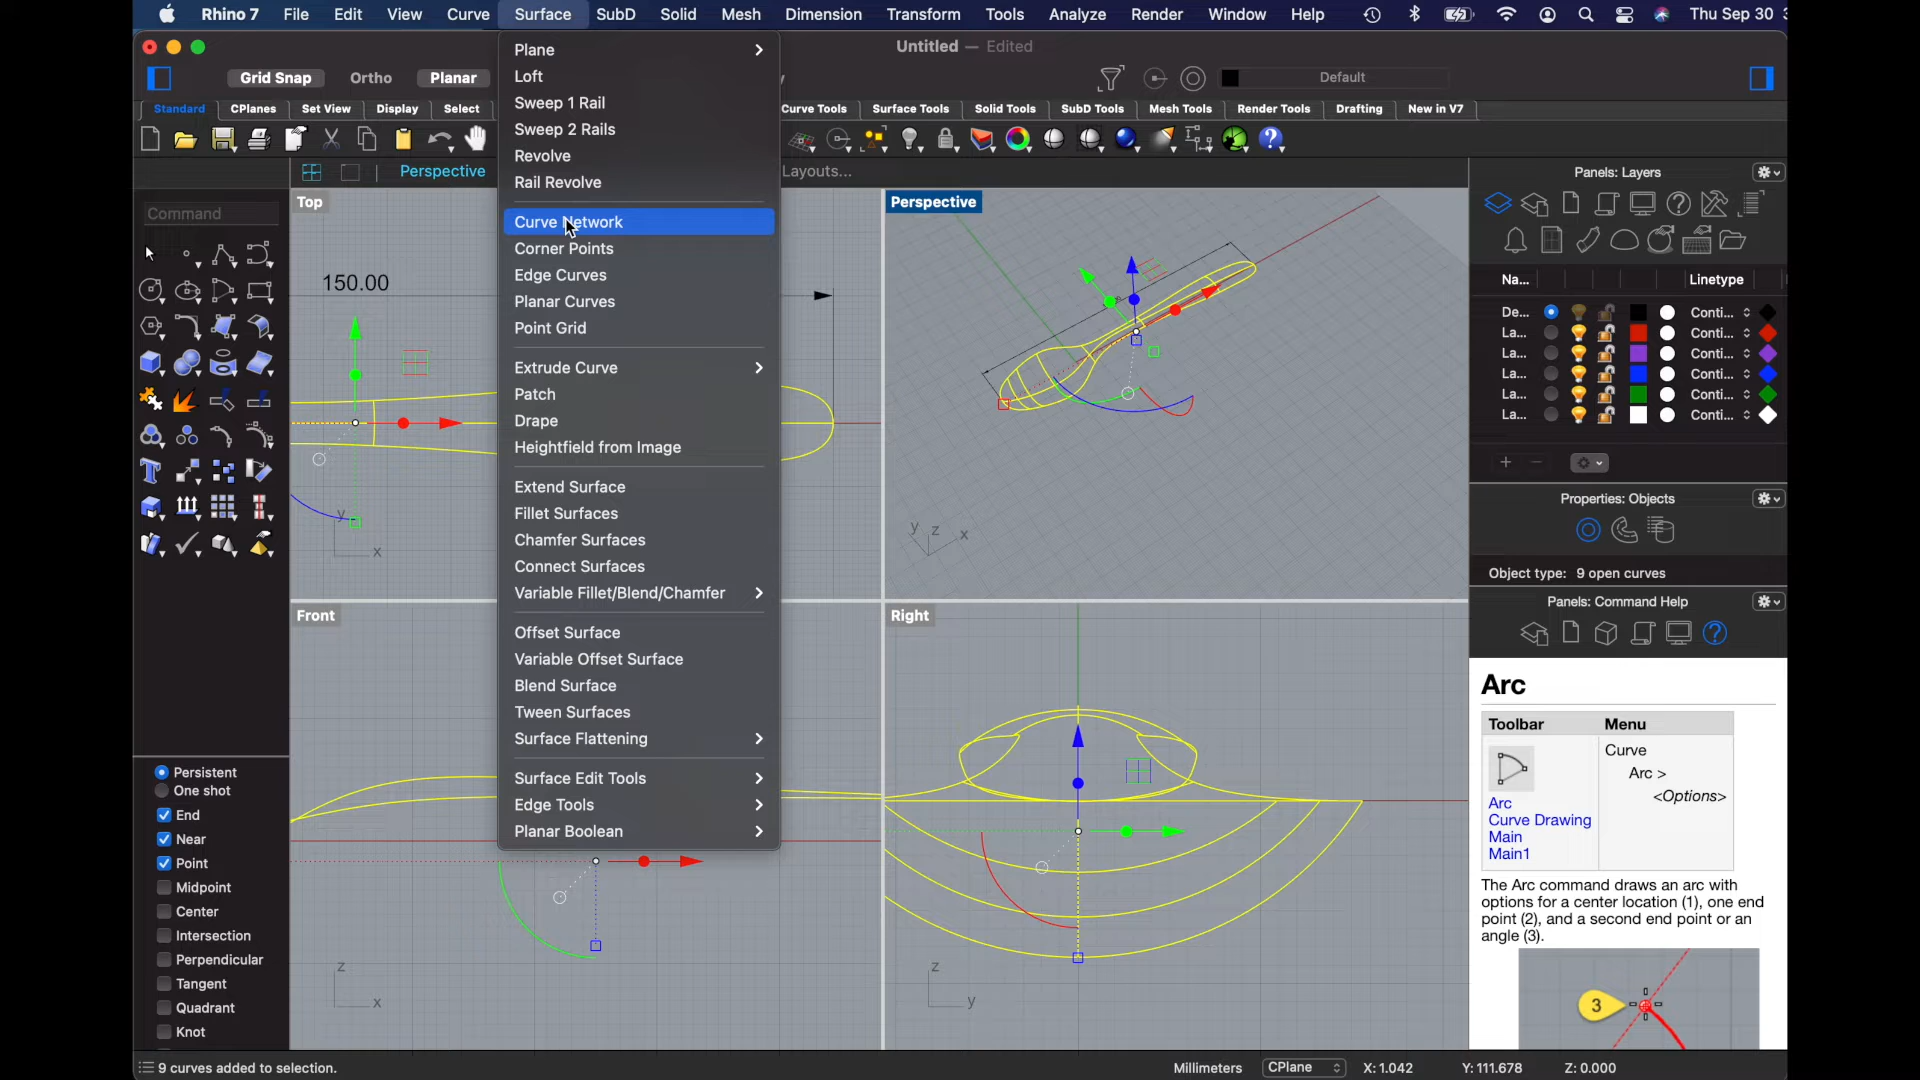 Rhino 7 File Edit View Curve Surface SubD Solid Mesh Dimension Transform Tools Analyze Render Window Help Thu Sep 30
Untitled — Edited
Grid Snap Ortho Planar Default
Standard CPlanes Set View Display Select Curve Tools Surface Tools Solid Tools SubD Tools Mesh Tools Render Tools Drafting New in V7
Perspective Layouts...
Command
Plane
Loft
Sweep 1 Rail
Sweep 2 Rails
Revolve
Rail Revolve
Curve Network
Corner Points
Edge Curves
Planar Curves
Point Grid
Extrude Curve
Patch
Drape
Heightfield from Image
Extend Surface
Fillet Surfaces
Chamfer Surfaces
Connect Surfaces
Variable Fillet/Blend/Chamfer
Offset Surface
Variable Offset Surface
Blend Surface
Tween Surfaces
Surface Flattening
Surface Edit Tools
Edge Tools
Planar Boolean
Top
150.00
y
x
Perspective
y z x
Front
z
x
Right
z
y
Persistent
One shot
End
Near
Point
Midpoint
Center
Intersection
Perpendicular
Tangent
Quadrant
Knot
Panels: Layers
Na... Linetype
De... Conti...
La... Conti...
La... Conti...
La... Conti...
La... Conti...
La... Conti...
Properties: Objects
Object type: 9 open curves
Panels: Command Help
Arc
Toolbar Menu
Curve
Arc >
<Options>
Arc
Curve Drawing
Main
Main1
The Arc command draws an arc with
options for a center location (1), one end
point (2), and a second end point or an
angle (3).
3
9 curves added to selection.
Millimeters CPlane X: 1.042 Y: 111.678 Z: 0.000